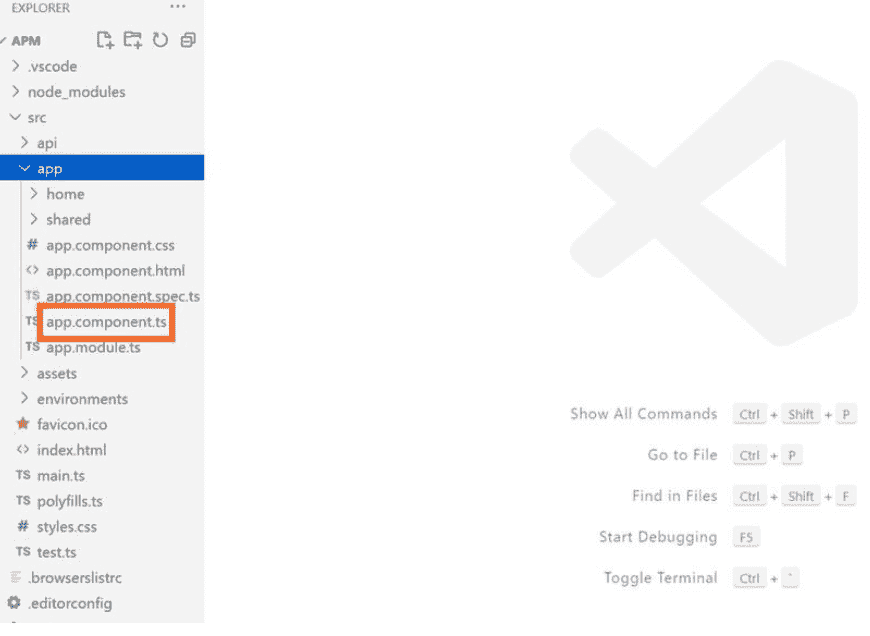 EXPLORER ...
APM
.vscode
node_modules
src
api
app
home
shared
# app.component.css
<> app.component.html
TS app.component.spec.ts
TS app.component.ts
TS app.module.ts
assets
environments
favicon.ico
<> index.html
TS main.ts
TS polyfills.ts
# styles.css
TS test.ts
.browserslistrc
.editorconfig
Show All Commands Ctrl + Shift + P
Go to File Ctrl + P
Find in Files Ctrl + Shift + F
Start Debugging F5
Toggle Terminal Ctrl + `